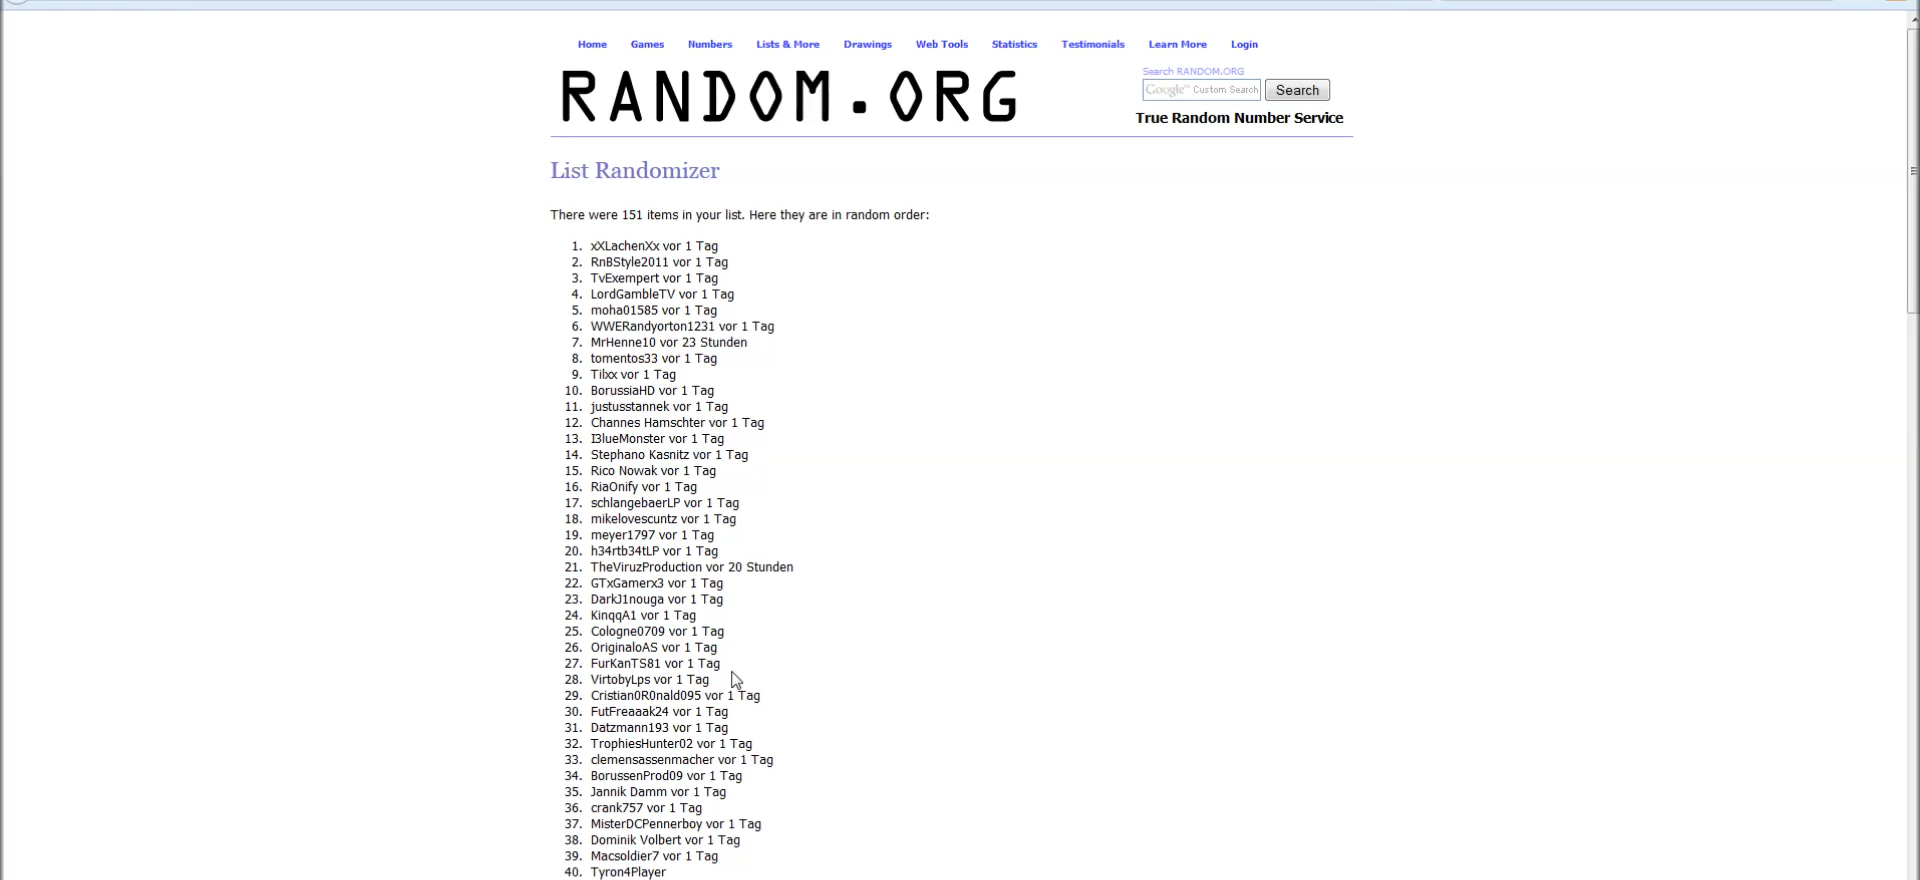 Home Games Numbers Lists & More Drawings Web Tools Statistics Testimonials Learn More Login
RANDOM.ORG
Search RANDOM.ORG
Google™ Custom Search Search
True Random Number Service
List Randomizer
There were 151 items in your list. Here they are in random order:
1. xXLachenXx vor 1 Tag
2. RnBStyle2011 vor 1 Tag
3. TvExempert vor 1 Tag
4. LordGambleTV vor 1 Tag
5. moha01585 vor 1 Tag
6. WWERandyorton1231 vor 1 Tag
7. MrHenne10 vor 23 Stunden
8. tomentos33 vor 1 Tag
9. Tilxx vor 1 Tag
10. BorussiaHD vor 1 Tag
11. justusstannek vor 1 Tag
12. Channes Hamschter vor 1 Tag
13. I3lueMonster vor 1 Tag
14. Stephano Kasnitz vor 1 Tag
15. Rico Nowak vor 1 Tag
16. RiaOnify vor 1 Tag
17. schlangebaerLP vor 1 Tag
18. mikelovescuntz vor 1 Tag
19. meyer1797 vor 1 Tag
20. h34rtb34tLP vor 1 Tag
21. TheViruzProduction vor 20 Stunden
22. GTxGamerx3 vor 1 Tag
23. DarkJ1nouga vor 1 Tag
24. KinqqA1 vor 1 Tag
25. Cologne0709 vor 1 Tag
26. OriginaloAS vor 1 Tag
27. FurKanTS81 vor 1 Tag
28. VirtobyLps vor 1 Tag
29. Cristian0R0nald095 vor 1 Tag
30. FutFreaaak24 vor 1 Tag
31. Datzmann193 vor 1 Tag
32. TrophiesHunter02 vor 1 Tag
33. clemensassenmacher vor 1 Tag
34. BorussenProd09 vor 1 Tag
35. Jannik Damm vor 1 Tag
36. crank757 vor 1 Tag
37. MisterDCPennerboy vor 1 Tag
38. Dominik Volbert vor 1 Tag
39. Macsoldier7 vor 1 Tag
40. Tyron4Player